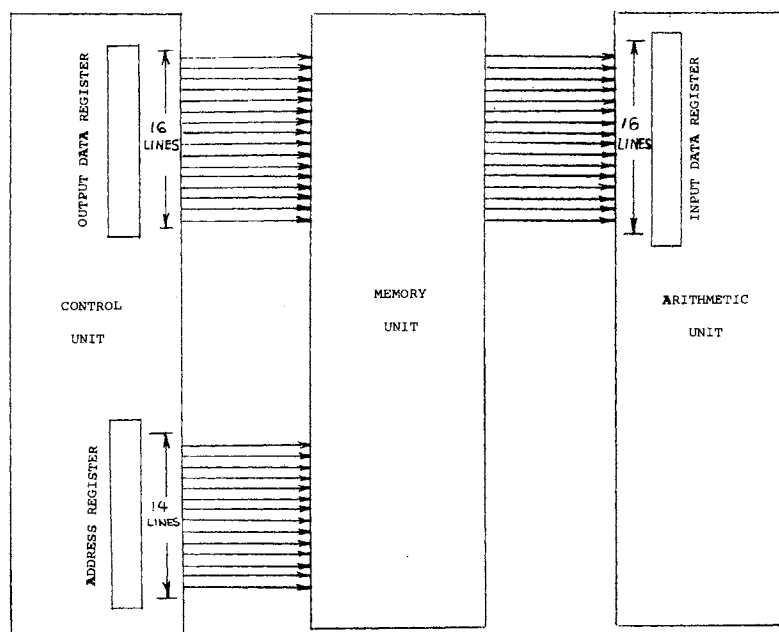 OUTPUT DATA REGISTER
16
LINES
CONTROL
UNIT
ADDRESS REGISTER
14
LINES
MEMORY
UNIT
16
LINES
INPUT DATA REGISTER
ARITHMETIC
UNIT